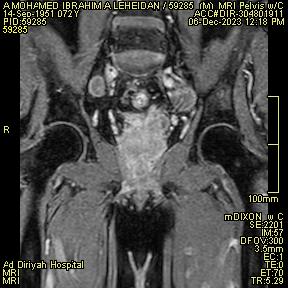 A MOHAMED IBRAHIM A LEHEIDAN / 59285 (M) MRI Pelvis w/C
14-Sep-1951 072Y ACC#DIR-304801911
PID:59285 06-Dec-2023 12:18 PM
59285
R
100mm
mDIXON_w C
SE:2201
IM:57
DFOV:300
3.5mm
EC:1
Ad Diriyah Hospital TE:0
MRI ET:70
MRI TR:5.29